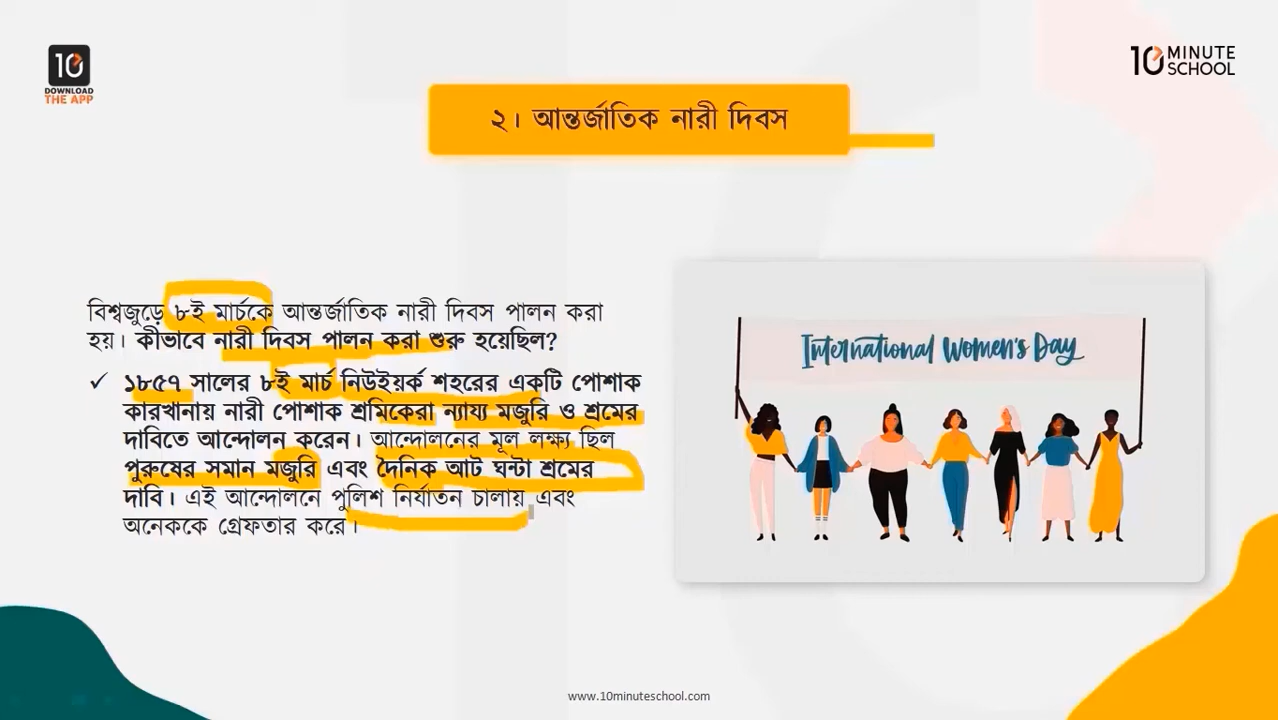 10
DOWNLOAD
THE APP
10 MINUTE
SCHOOL
২। আন্তর্জাতিক নারী দিবস
বিশ্বজুড়ে ৮ই মার্চকে আন্তর্জাতিক নারী দিবস পালন করা
হয়। কীভাবে নারী দিবস পালন করা শুরু হয়েছিল?
✓ ১৮৫৭ সালের ৮ই মার্চ নিউইয়র্ক শহরের একটি পোশাক
কারখানায় নারী পোশাক শ্রমিকেরা ন্যায্য মজুরি ও শ্রমের
দাবিতে আন্দোলন করেন। আন্দোলনের মূল লক্ষ্য ছিল
পুরুষের সমান মজুরি এবং দৈনিক আট ঘন্টা শ্রমের
দাবি। এই আন্দোলনে পুলিশ নির্যাতন চালায় এবং
অনেককে গ্রেফতার করে।
International Women's Day
www.10minuteschool.com